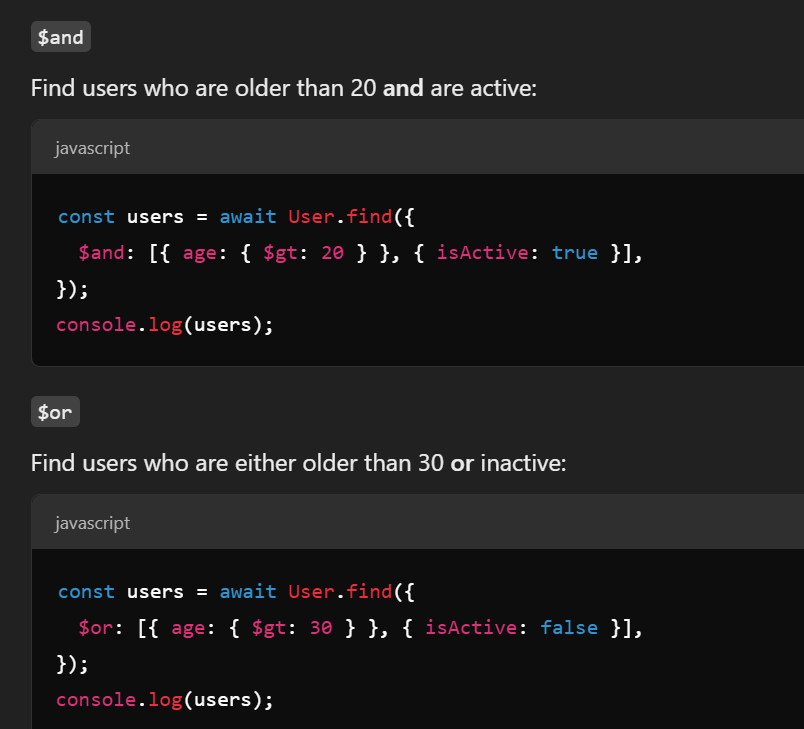 $and
Find users who are older than 20 and are active:
javascript
const users = await User.find({
  $and: [{ age: { $gt: 20 } }, { isActive: true }],
});
console.log(users);
$or
Find users who are either older than 30 or inactive:
javascript
const users = await User.find({
  $or: [{ age: { $gt: 30 } }, { isActive: false }],
});
console.log(users);